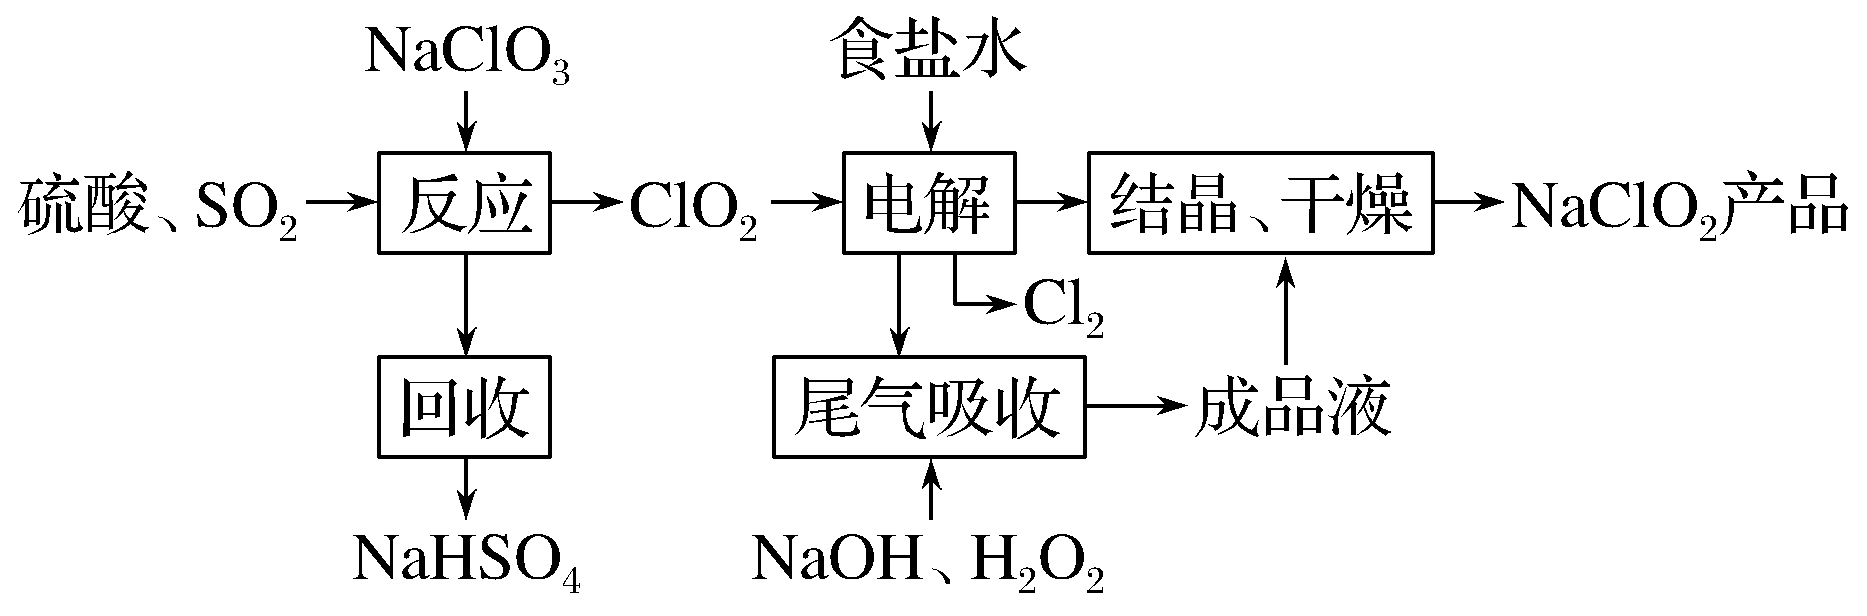 NaClO₃ 食盐水
硫酸、SO₂ 反应 ClO₂ 电解 结晶、干燥 NaClO₂产品
Cl₂
回收 尾气吸收 成品液
NaHSO₄ NaOH、H₂O₂